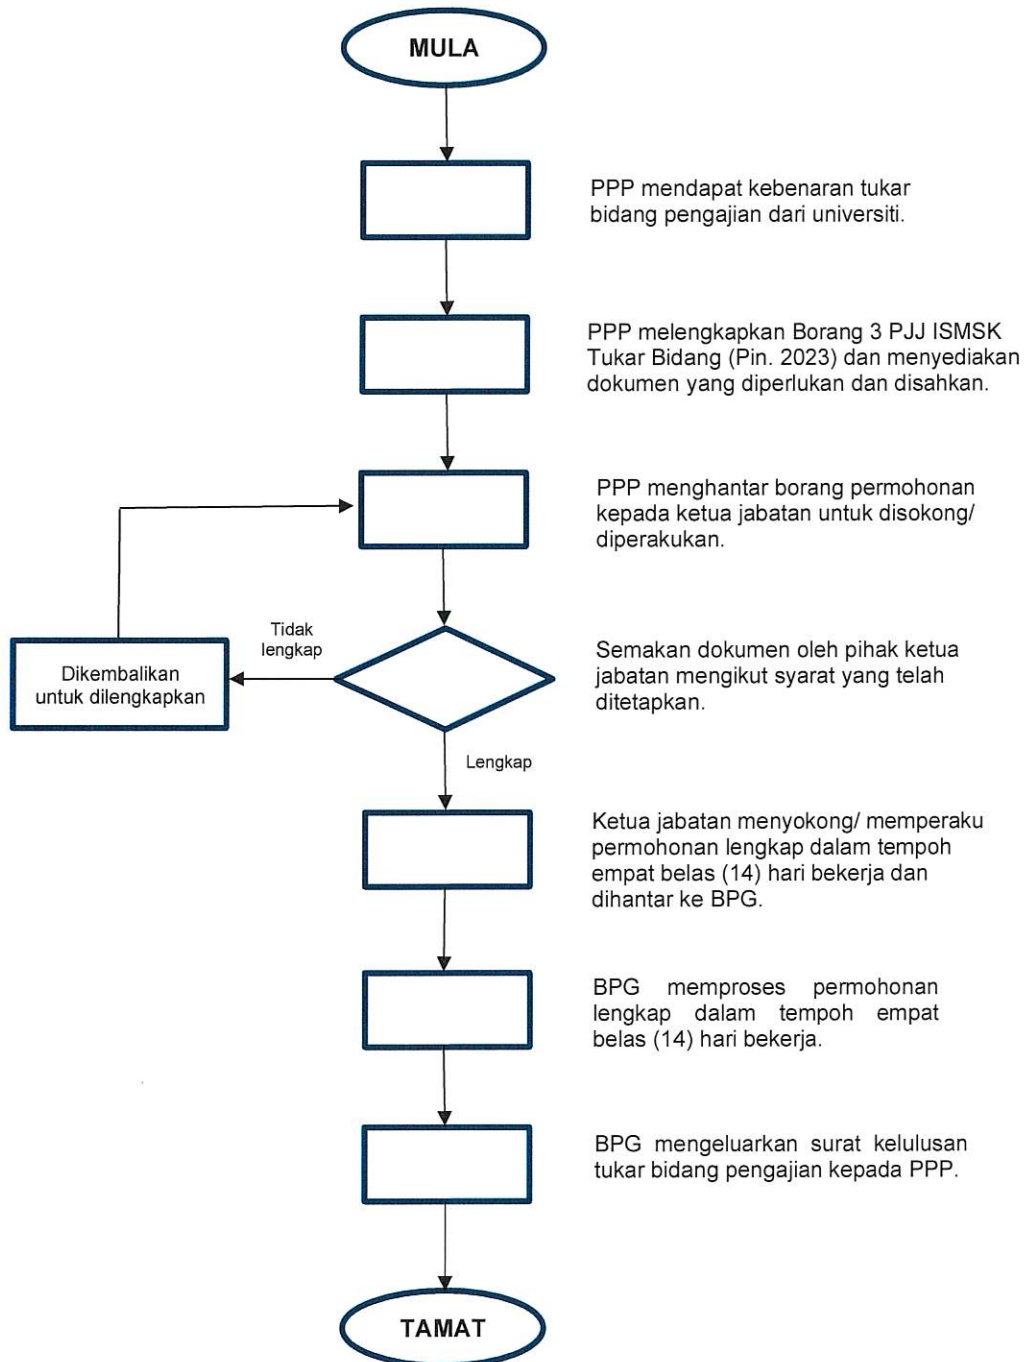 MULA
PPP mendapat kebenaran tukar
bidang pengajian dari universiti.
PPP melengkapkan Borang 3 PJJ ISMSK
Tukar Bidang (Pin. 2023) dan menyediakan
dokumen yang diperlukan dan disahkan.
PPP menghantar borang permohonan
kepada ketua jabatan untuk disokong/
diperakukan.
Tidak
lengkap
Dikembalikan
untuk dilengkapkan
Semakan dokumen oleh pihak ketua
jabatan mengikut syarat yang telah
ditetapkan.
Lengkap
Ketua jabatan menyokong/ memperaku
permohonan lengkap dalam tempoh
empat belas (14) hari bekerja dan
dihantar ke BPG.
BPG memproses permohonan
lengkap dalam tempoh empat
belas (14) hari bekerja.
BPG mengeluarkan surat kelulusan
tukar bidang pengajian kepada PPP.
TAMAT